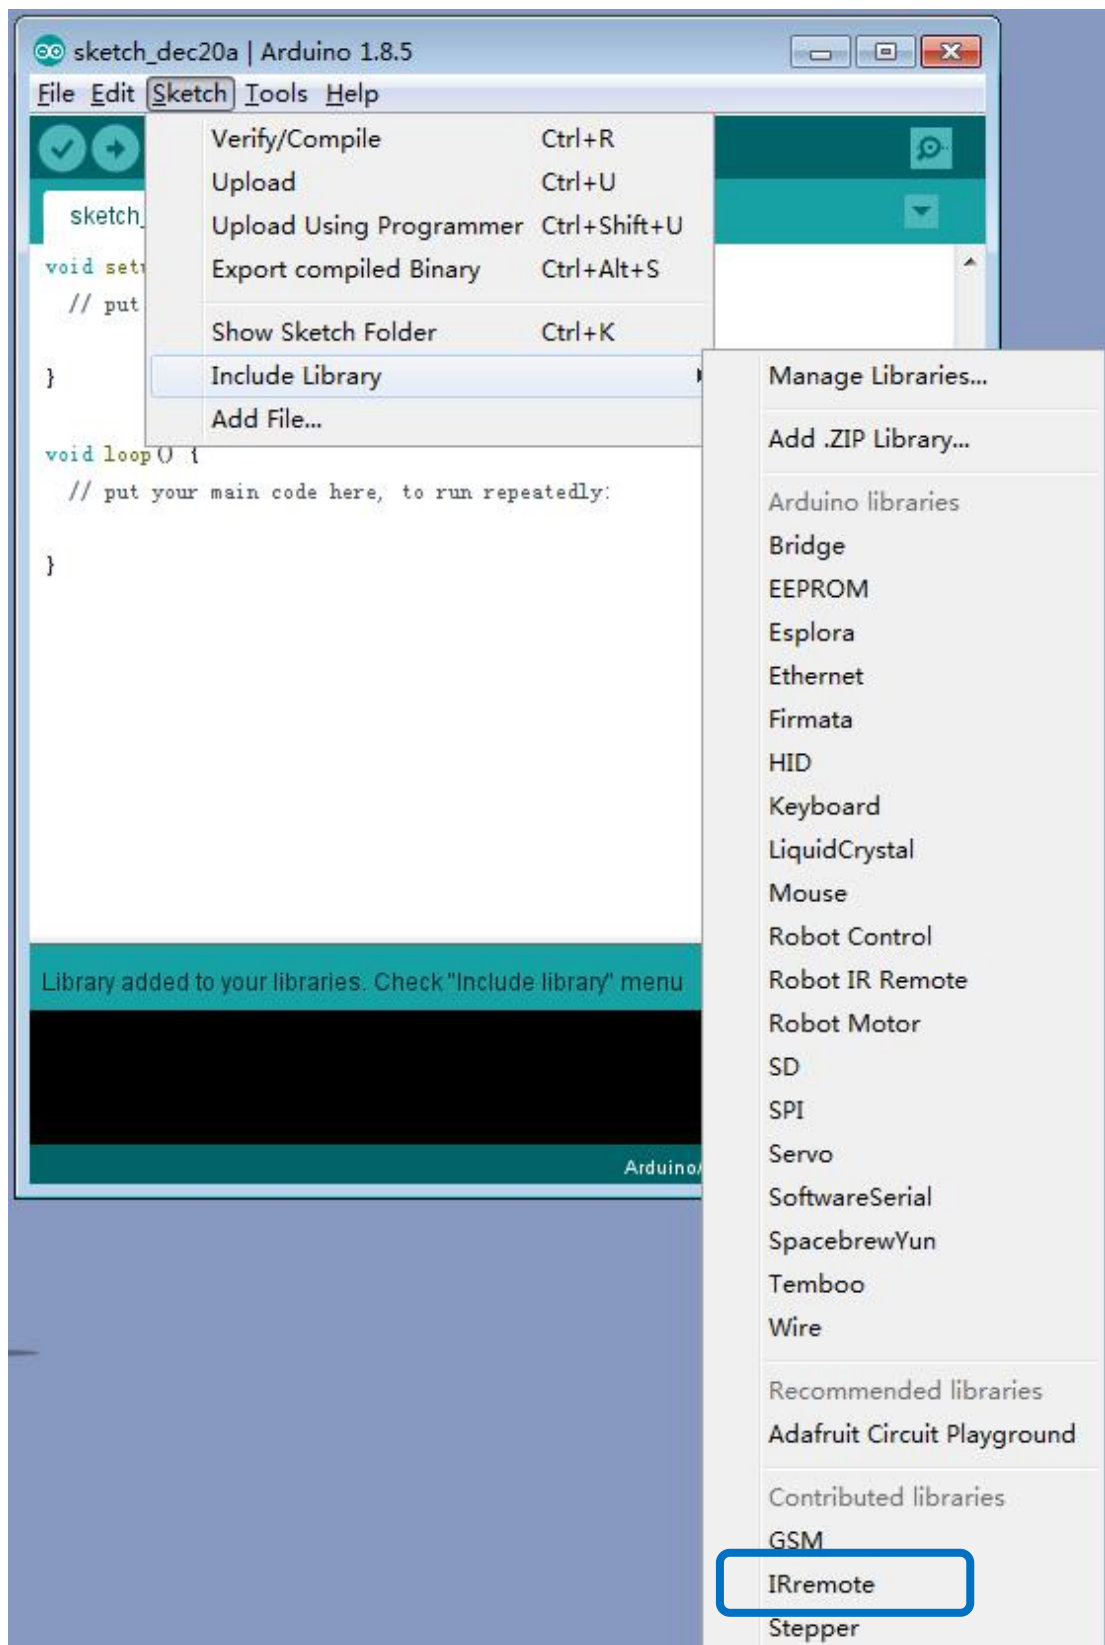 sketch_dec20a | Arduino 1.8.5
File Edit Sketch Tools Help
Verify/Compile Ctrl+R
Upload Ctrl+U
Upload Using Programmer Ctrl+Shift+U
Export compiled Binary Ctrl+Alt+S
Show Sketch Folder Ctrl+K
Include Library
Add File...
sketch_
void setu
// put
}
void loop() {
// put your main code here, to run repeatedly:
}
Manage Libraries...
Add .ZIP Library...
Arduino libraries
Bridge
EEPROM
Esplora
Ethernet
Firmata
HID
Keyboard
LiquidCrystal
Mouse
Robot Control
Robot IR Remote
Robot Motor
SD
SPI
Servo
SoftwareSerial
SpacebrewYun
Temboo
Wire
Recommended libraries
Adafruit Circuit Playground
Contributed libraries
GSM
IRremote
Stepper
Library added to your libraries. Check "Include library" menu
Arduino/